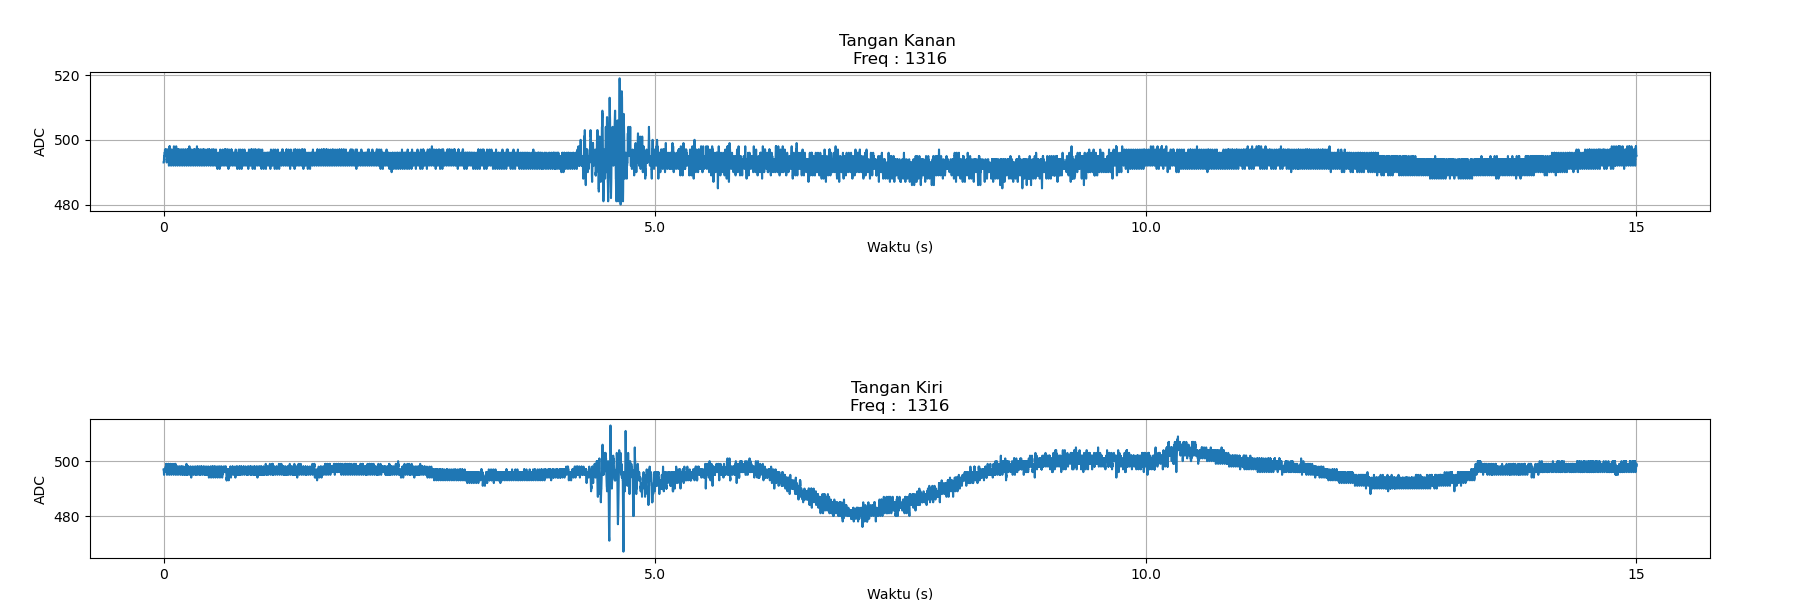 Tangan Kanan
Freq : 1316
520
500
480
ADC
0 5.0 10.0 15
Waktu (s)
Tangan Kiri
Freq :  1316
500
480
ADC
0 5.0 10.0 15
Waktu (s)